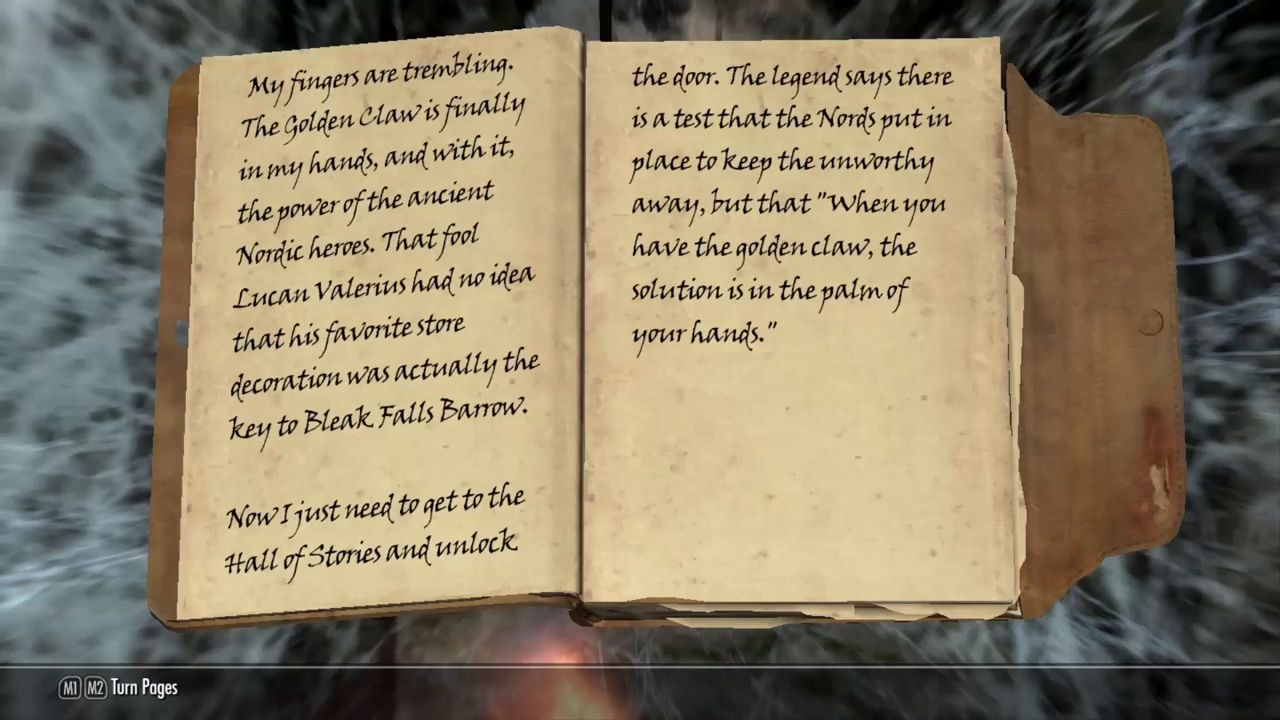 My fingers are trembling.
The Golden Claw is finally
in my hands, and with it,
the power of the ancient
Nordic heroes. That fool
Lucan Valerius had no idea
that his favorite store
decoration was actually the
key to Bleak Falls Barrow.
Now I just need to get to the
Hall of Stories and unlock
the door. The legend says there
is a test that the Nords put in
place to keep the unworthy
away, but that "When you
have the golden claw, the
solution is in the palm of
your hands."
M1 M2 Turn Pages